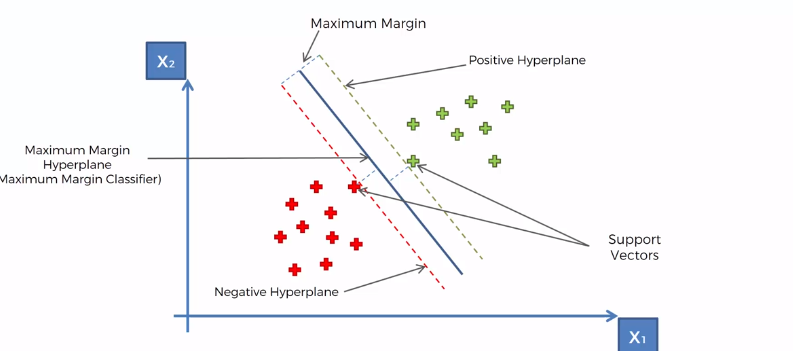 Maximum Margin
X₂
Positive Hyperplane
Maximum Margin
Hyperplane
Maximum Margin Classifier)
Support
Vectors
Negative Hyperplane
X₁